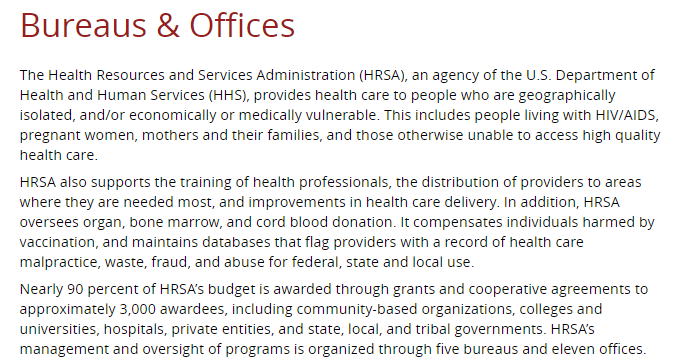 Bureaus & Offices
The Health Resources and Services Administration (HRSA), an agency of the U.S. Department of
Health and Human Services (HHS), provides health care to people who are geographically
isolated, and/or economically or medically vulnerable. This includes people living with HIV/AIDS,
pregnant women, mothers and their families, and those otherwise unable to access high quality
health care.
HRSA also supports the training of health professionals, the distribution of providers to areas
where they are needed most, and improvements in health care delivery. In addition, HRSA
oversees organ, bone marrow, and cord blood donation. It compensates individuals harmed by
vaccination, and maintains databases that flag providers with a record of health care
malpractice, waste, fraud, and abuse for federal, state and local use.
Nearly 90 percent of HRSA’s budget is awarded through grants and cooperative agreements to
approximately 3,000 awardees, including community-based organizations, colleges and
universities, hospitals, private entities, and state, local, and tribal governments. HRSA’s
management and oversight of programs is organized through five bureaus and eleven offices.